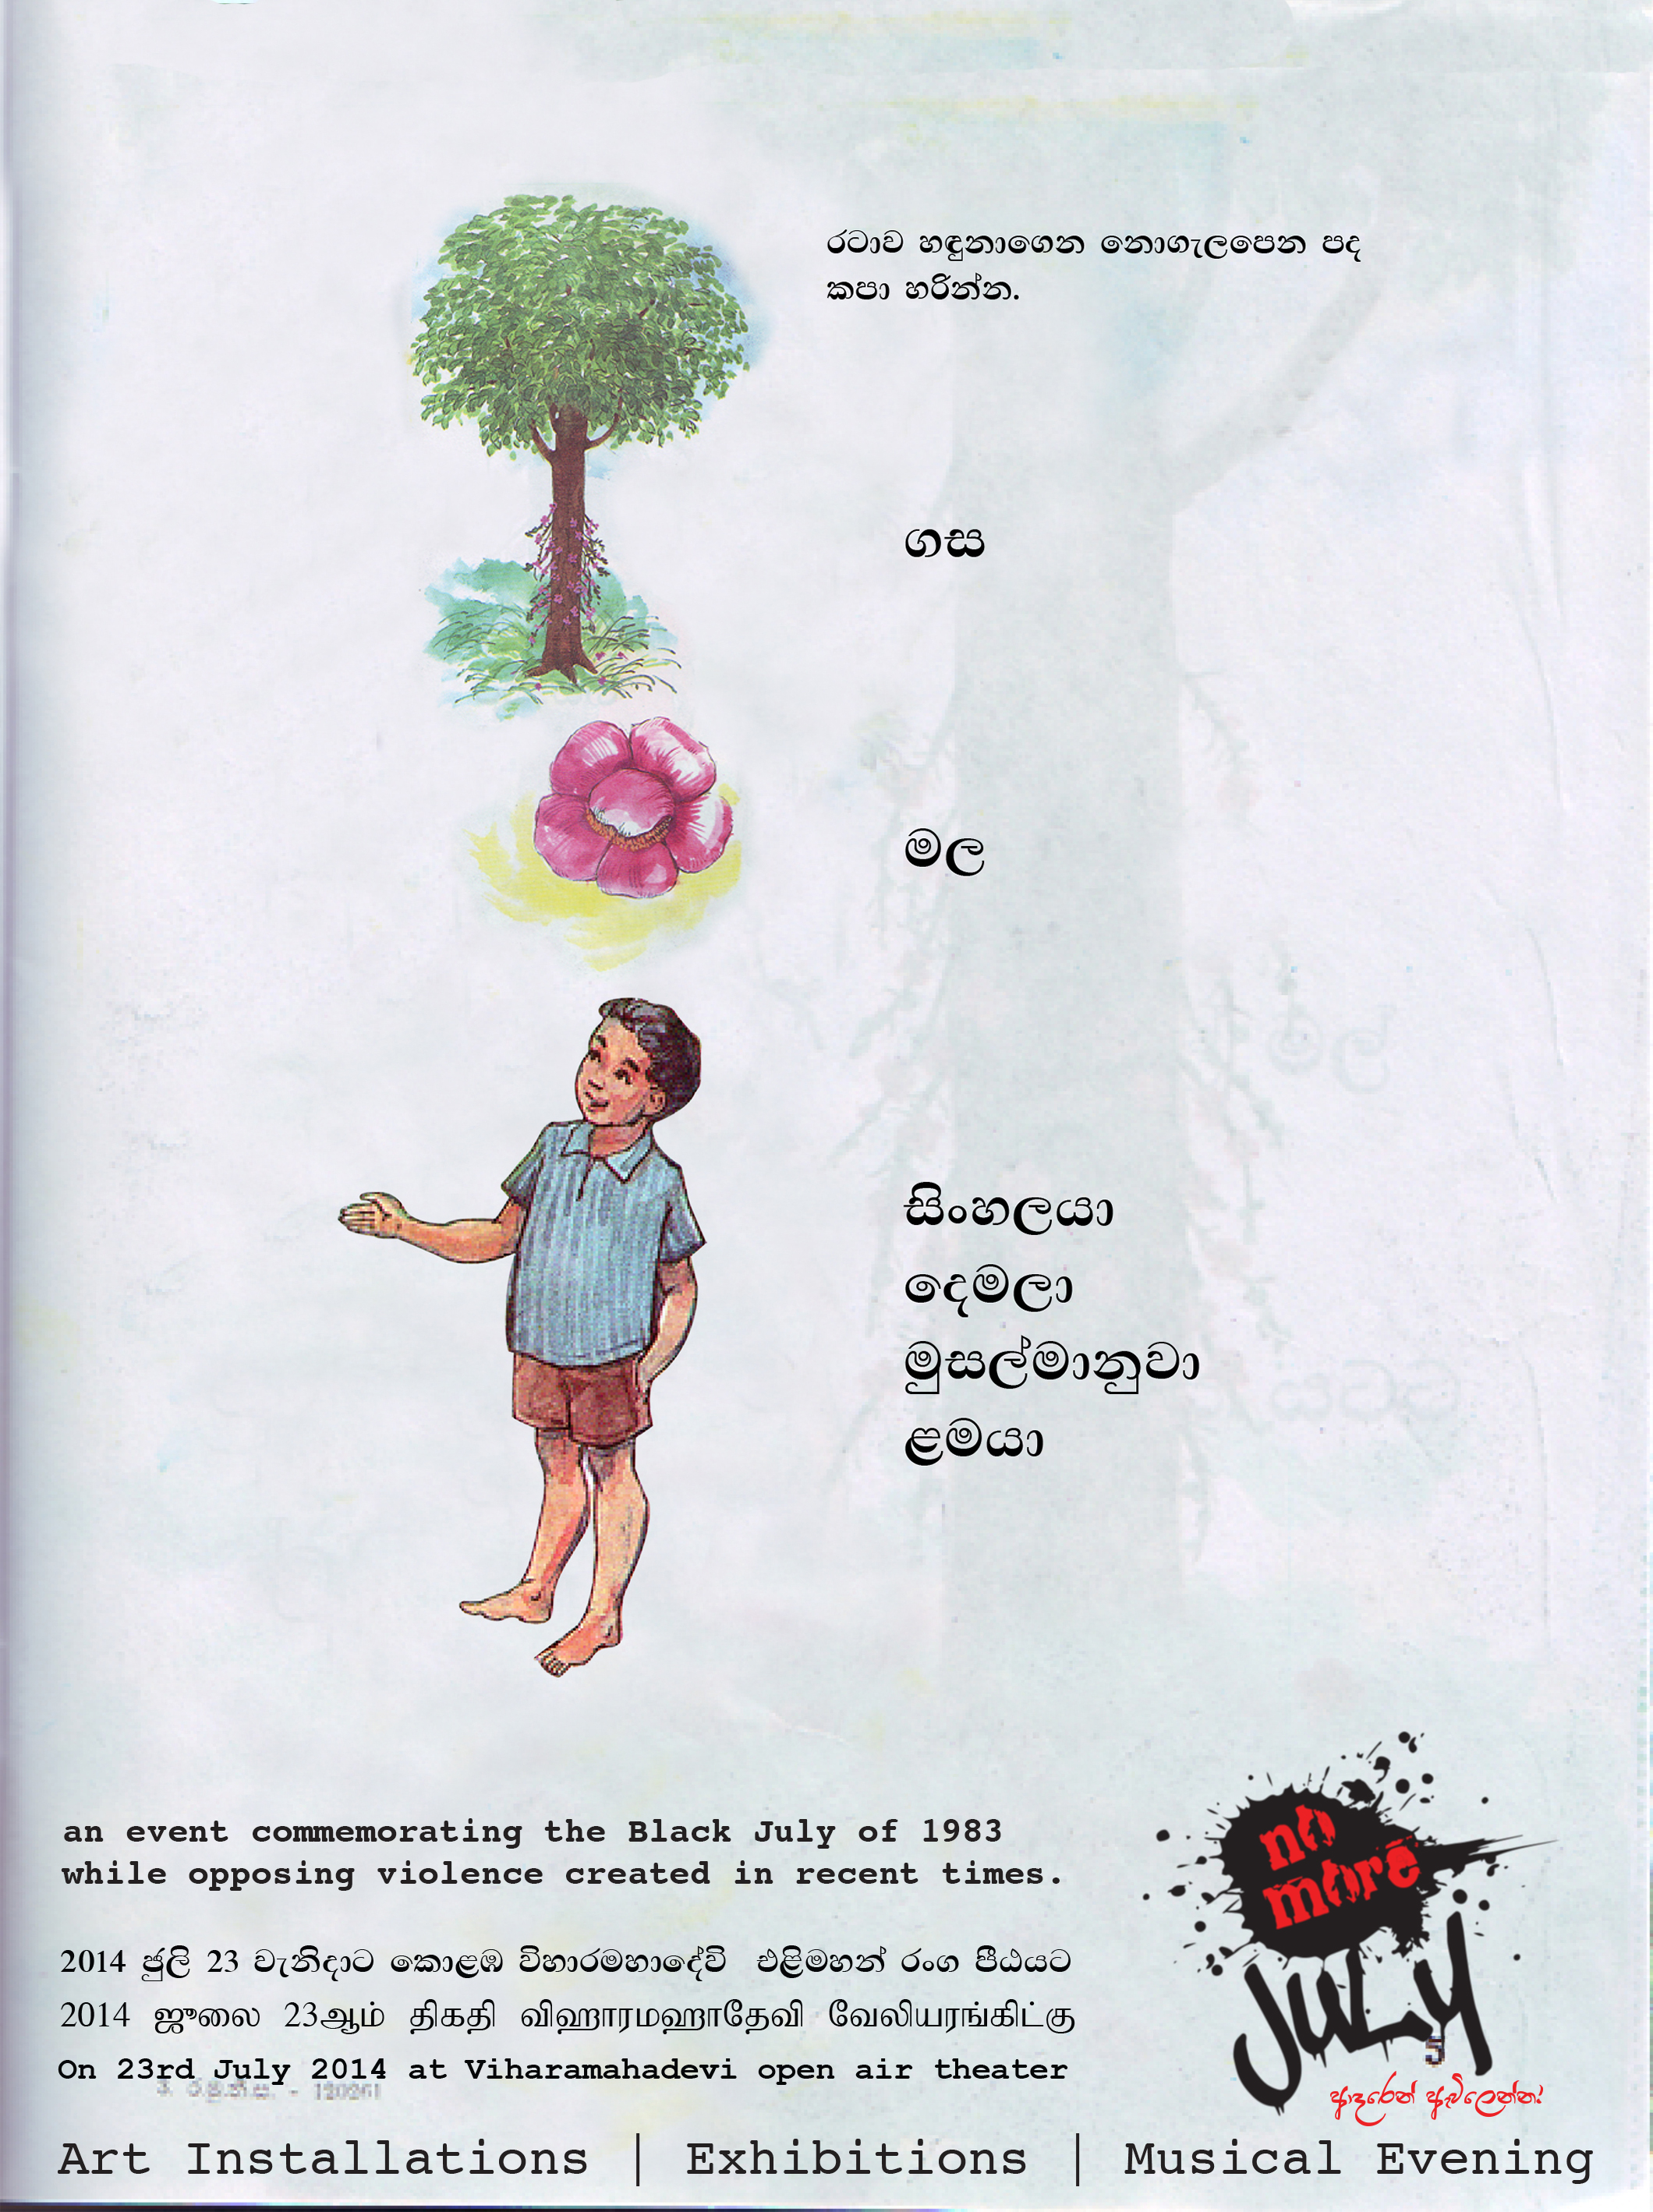 රටාව හඳුනාගෙන නොගැලපෙන පද
කපා හරින්න.
ගස
මල
සිංහලයා
දෙමලා
මුසල්මානුවා
ළමයා
an event commemorating the Black July of 1983
while opposing violence created in recent times.
2014 ජුලි 23 වැනිදාට කොළඹ විහාරමහාදේවි එළිමහන් රංග පීඨයට
2014 ஜுலை 23ஆம் திகதி விஹாரமஹாதேவி வேலியரங்கிட்கு
On 23rd July 2014 at Viharamahadevi open air theater
no
more
JULY
5
ආදරෙන් ඇවිලෙන්න!
Art Installations | Exhibitions | Musical Evening